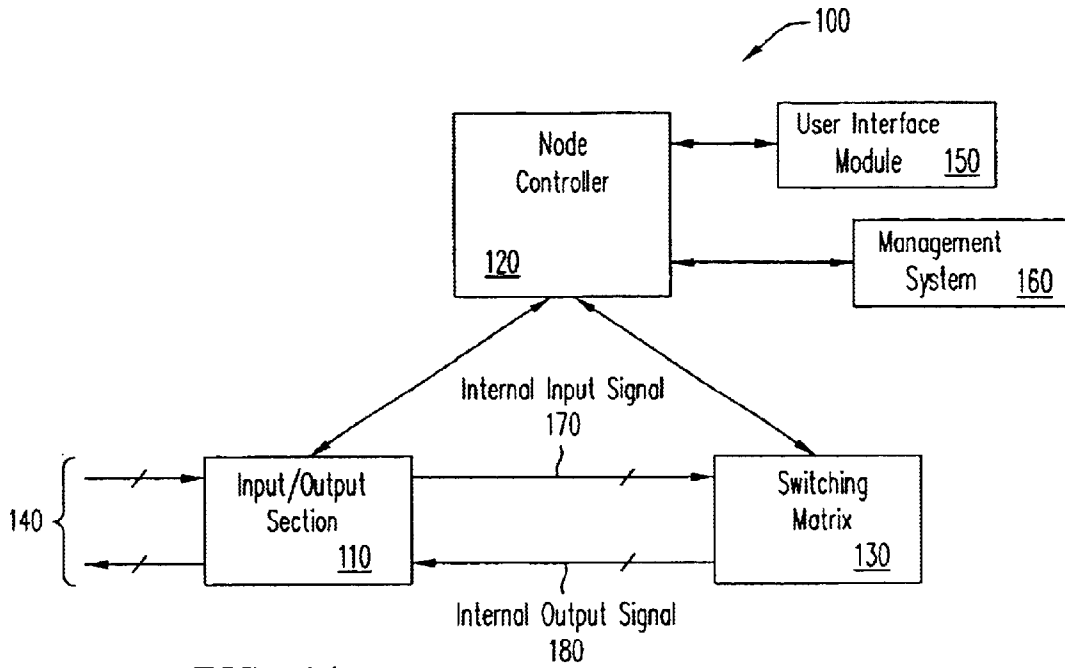 100
Node
Controller
120
User Interface
Module 150
Management
System 160
Internal Input Signal
170
140
Input/Output
Section
110
Switching
Matrix
130
Internal Output Signal
180